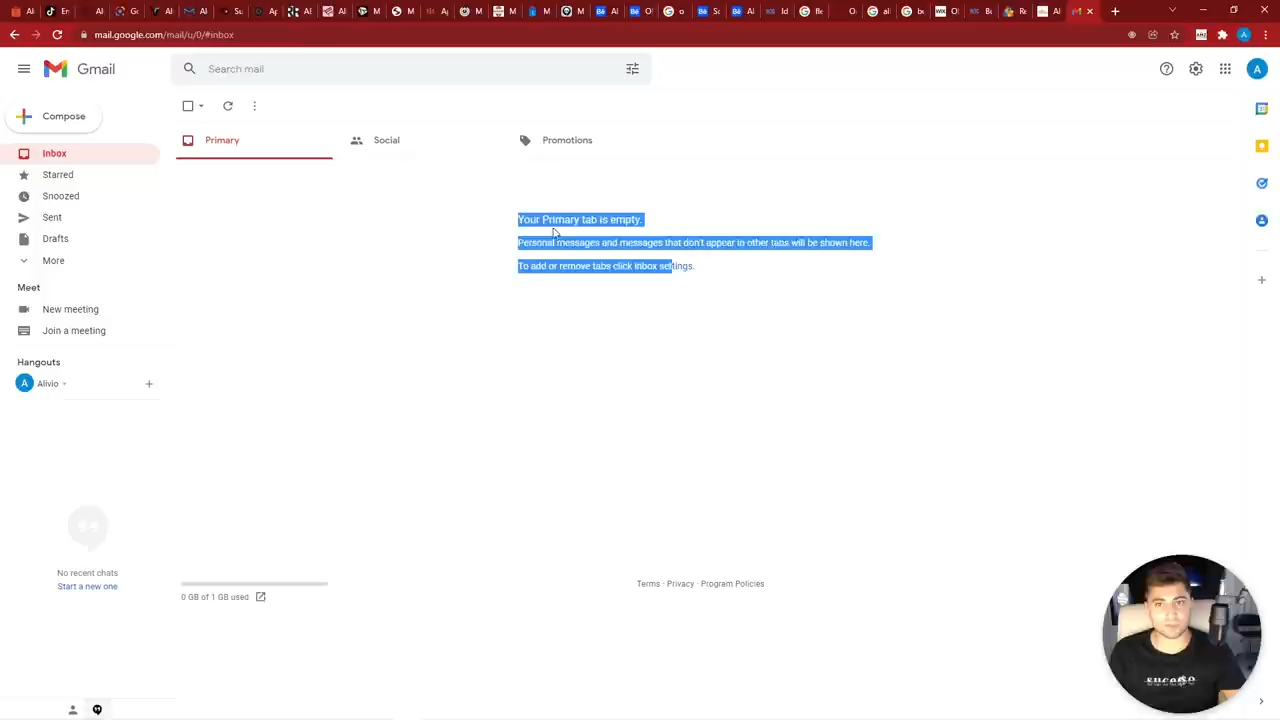 mail.google.com/mail/u/0/#inbox
Gmail
Search mail
Compose
Primary
Social
Promotions
Inbox
Starred
Snoozed
Sent
Drafts
More
Your Primary tab is empty.
Personal messages and messages that don't appear in other tabs will be shown here.
To add or remove tabs click inbox settings.
Meet
New meeting
Join a meeting
Hangouts
A
Alivio
No recent chats
Start a new one
0 GB of 1 GB used
Terms · Privacy · Program Policies
A